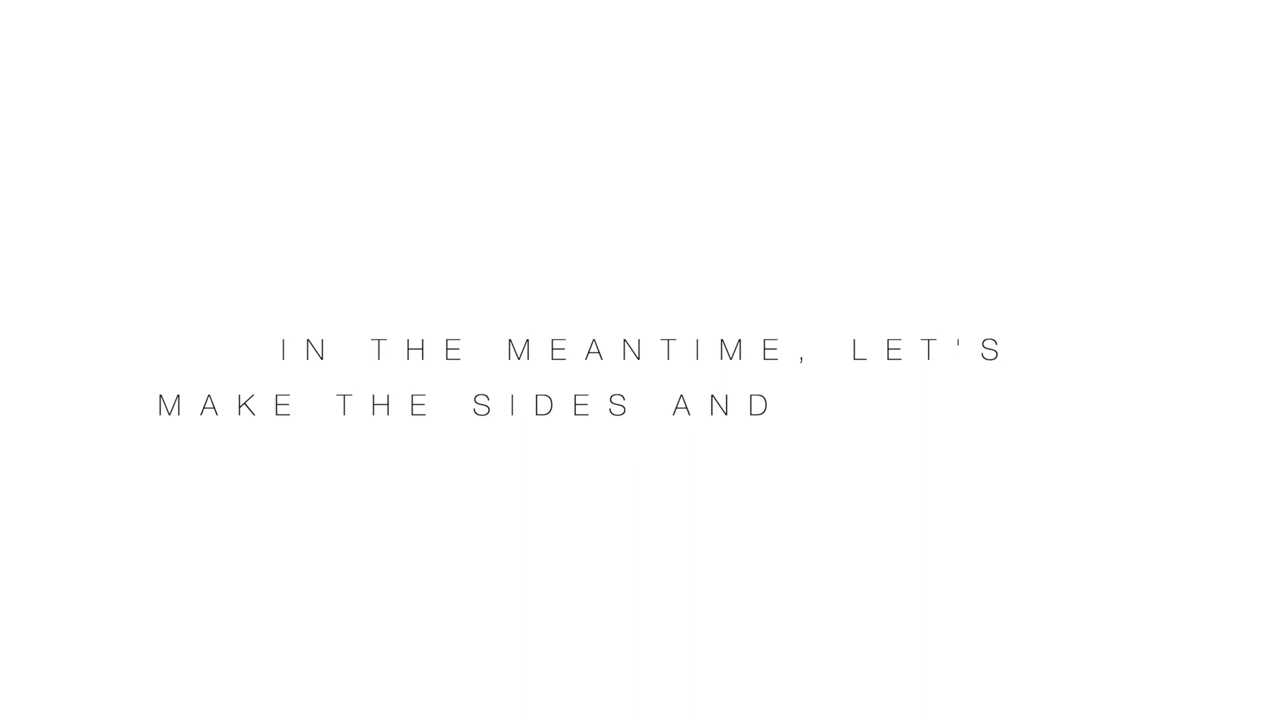 IN THE MEANTIME, LET'S
MAKE THE SIDES AND